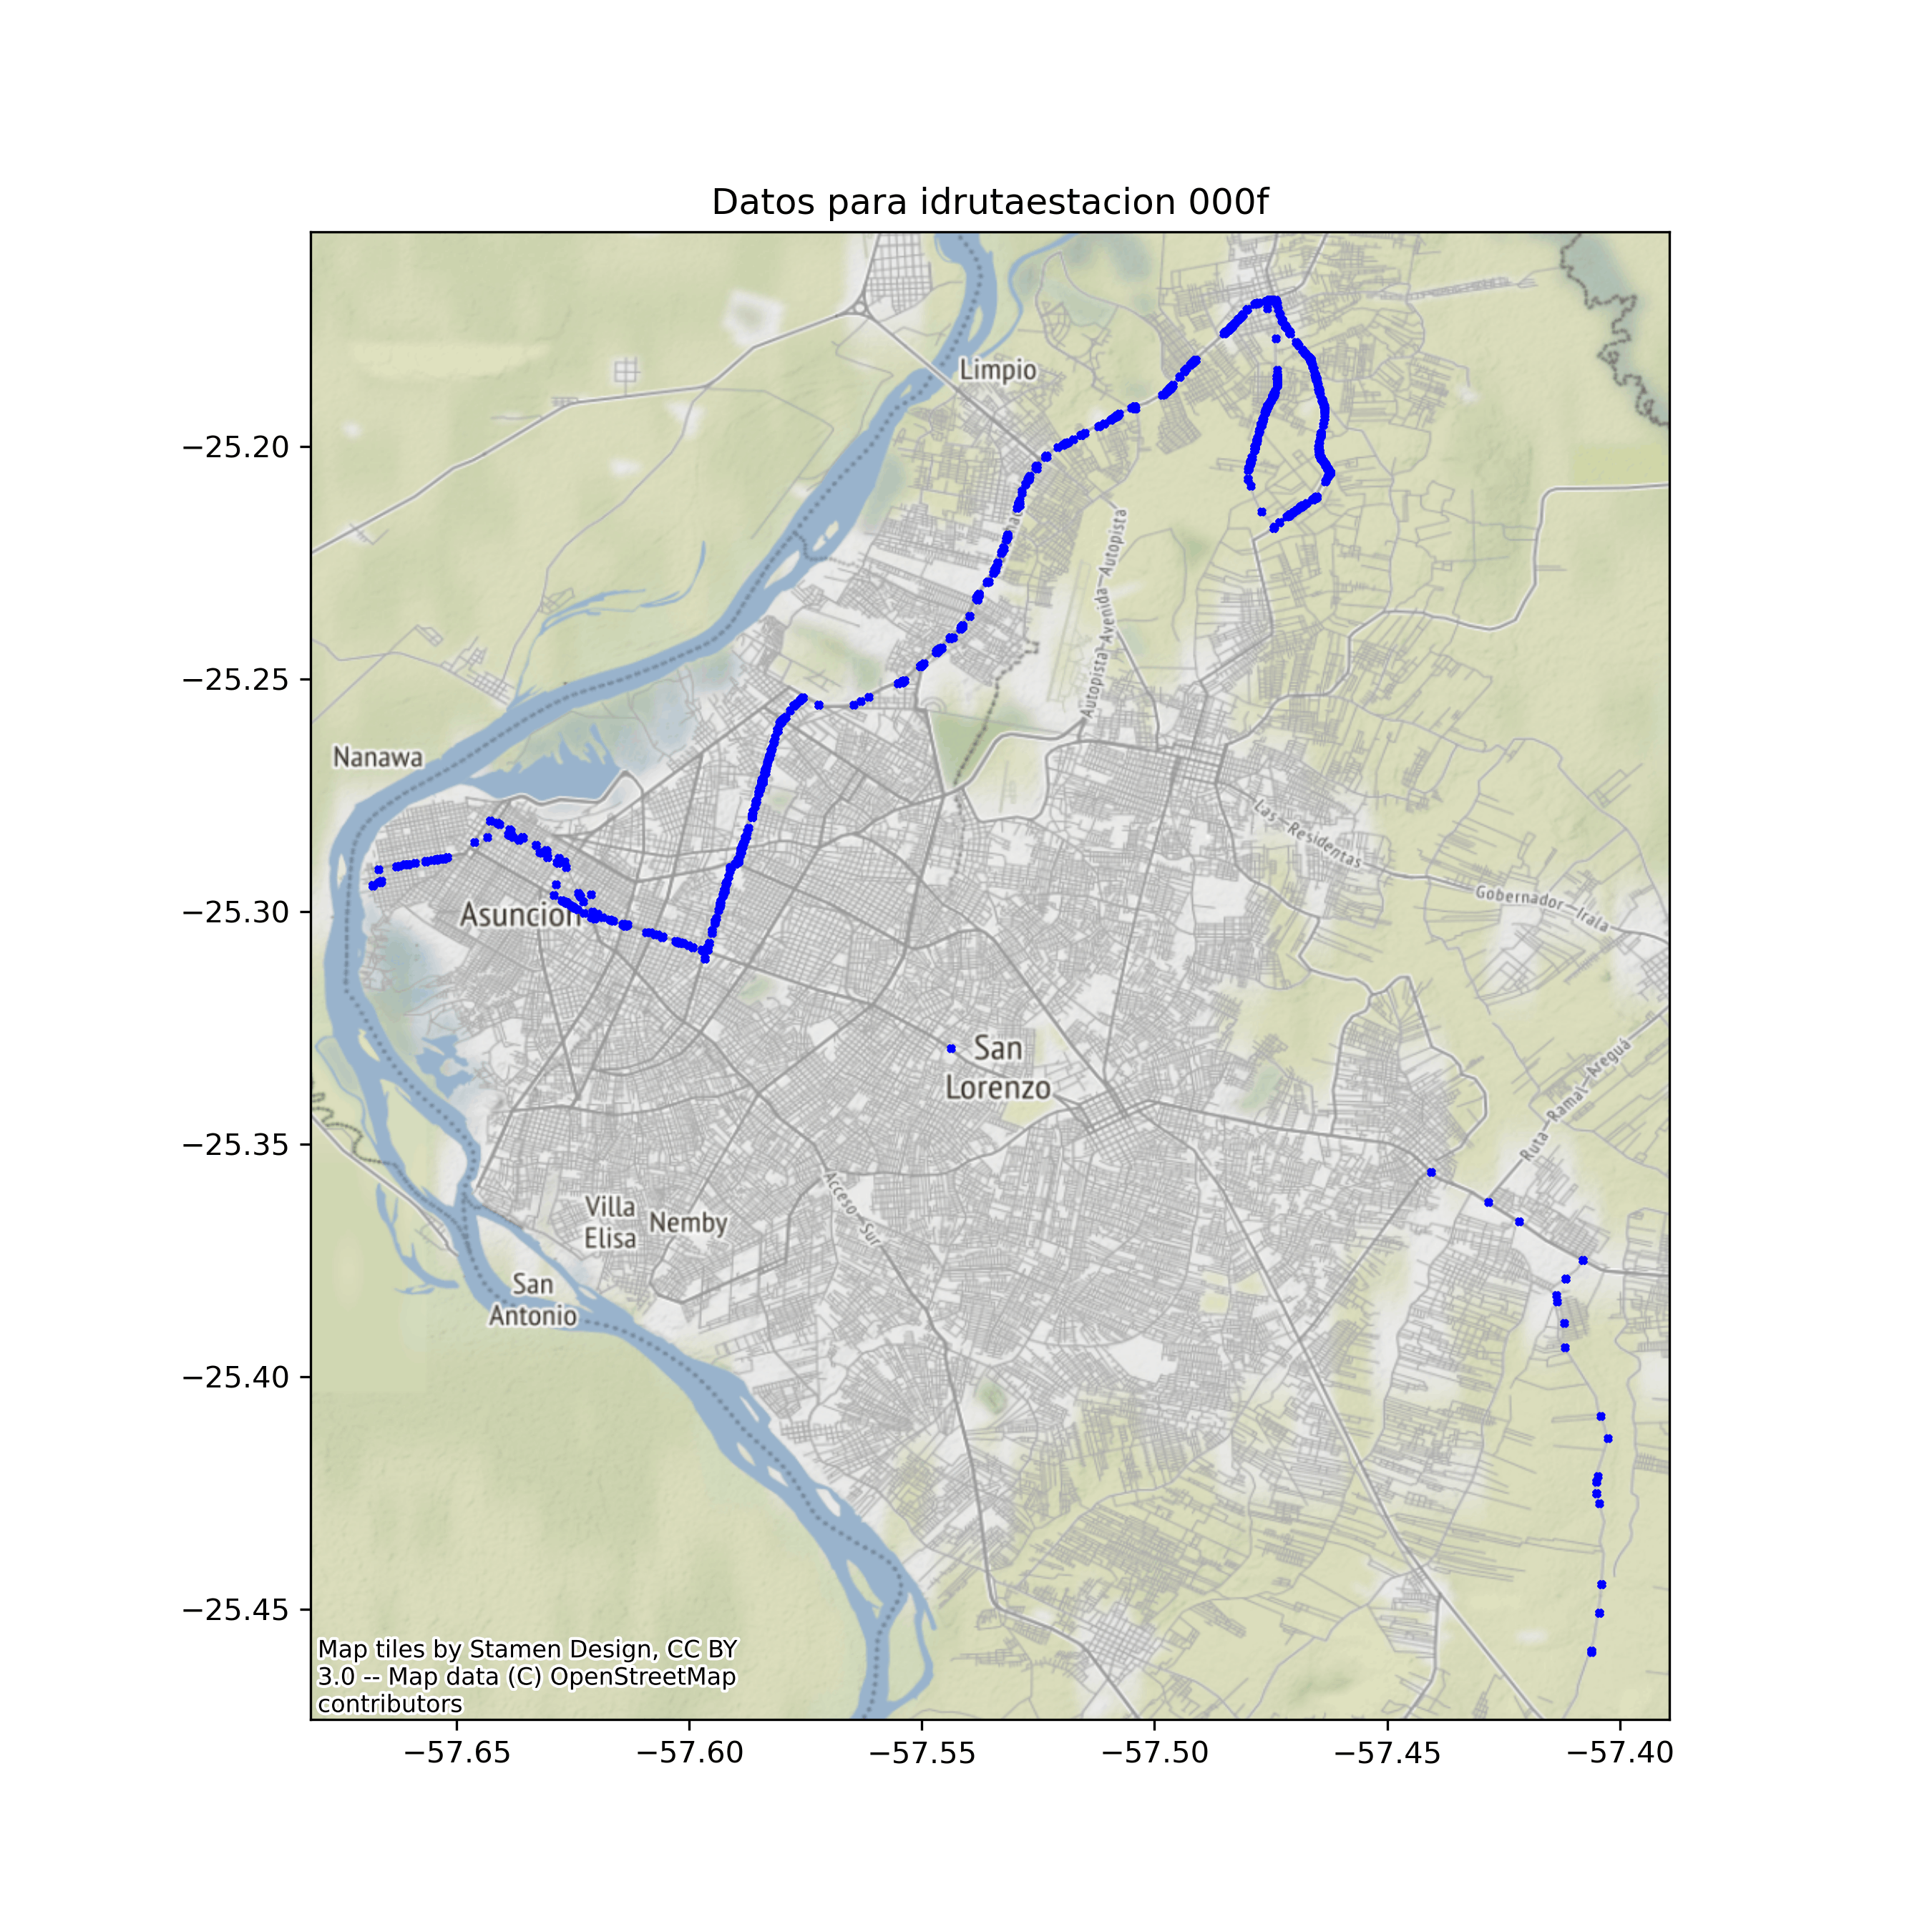 Datos para idrutaestacion 000f
Limpio
−25.20
Autopista Avenida Autopista
−25.25
Nanawa
Las Residentas
Gobernador Irala
−25.30
Asuncion
San
Lorenzo
Ruta Ramal Areguá
−25.35
Acceso Sur
Villa
Elisa
Nemby
San
Antonio
−25.40
−25.45
Map tiles by Stamen Design, CC BY
3.0 -- Map data (C) OpenStreetMap
contributors
−57.65
−57.60
−57.55
−57.50
−57.45
−57.40